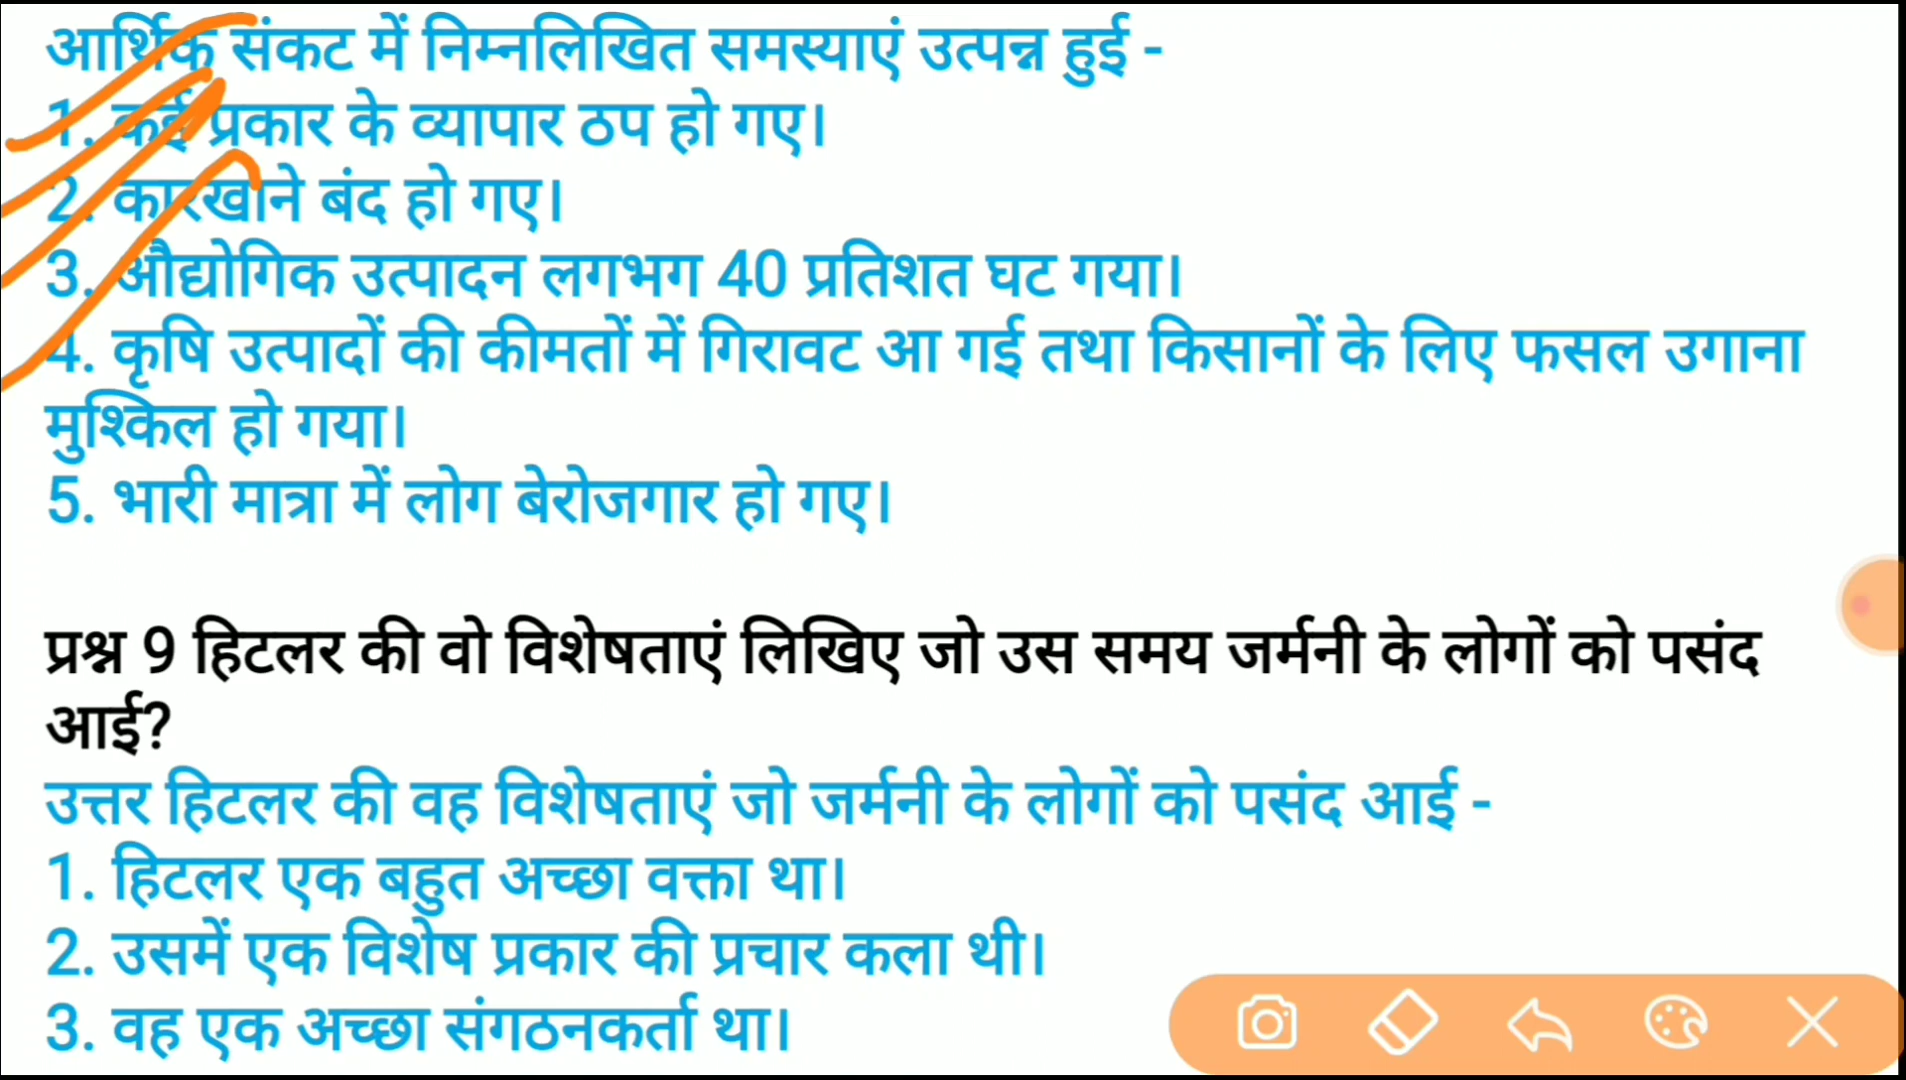 आर्थिक संकट में निम्नलिखित समस्याएं उत्पन्न हुई -
1. कई प्रकार के व्यापार ठप हो गए।
2. कारखाने बंद हो गए।
3. औद्योगिक उत्पादन लगभग 40 प्रतिशत घट गया।
4. कृषि उत्पादों की कीमतों में गिरावट आ गई तथा किसानों के लिए फसल उगाना
मुश्किल हो गया।
5. भारी मात्रा में लोग बेरोजगार हो गए।
प्रश्न 9 हिटलर की वो विशेषताएं लिखिए जो उस समय जर्मनी के लोगों को पसंद
आई?
उत्तर हिटलर की वह विशेषताएं जो जर्मनी के लोगों को पसंद आई -
1. हिटलर एक बहुत अच्छा वक्ता था।
2. उसमें एक विशेष प्रकार की प्रचार कला थी।
3. वह एक अच्छा संगठनकर्ता था।